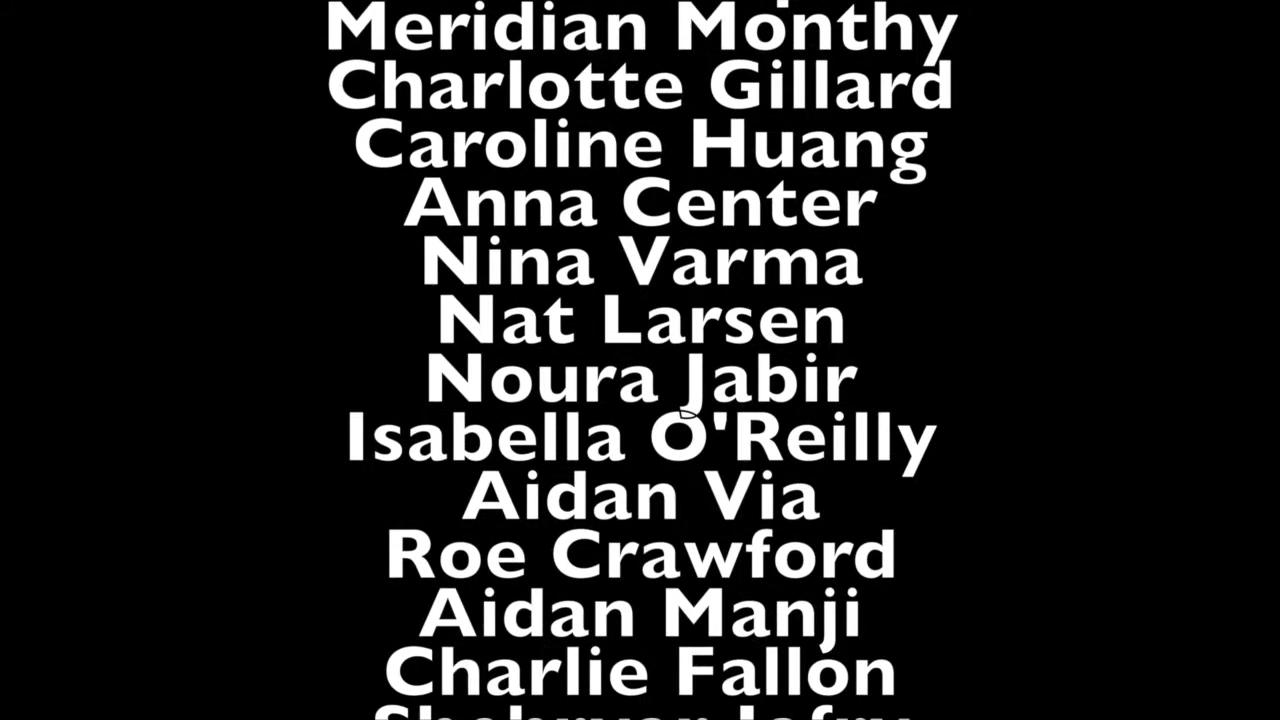 Meridian Monthy
Charlotte Gillard
Caroline Huang
Anna Center
Nina Varma
Nat Larsen
Noura Jabir
Isabella O'Reilly
Aidan Via
Roe Crawford
Aidan Manji
Charlie Fallon